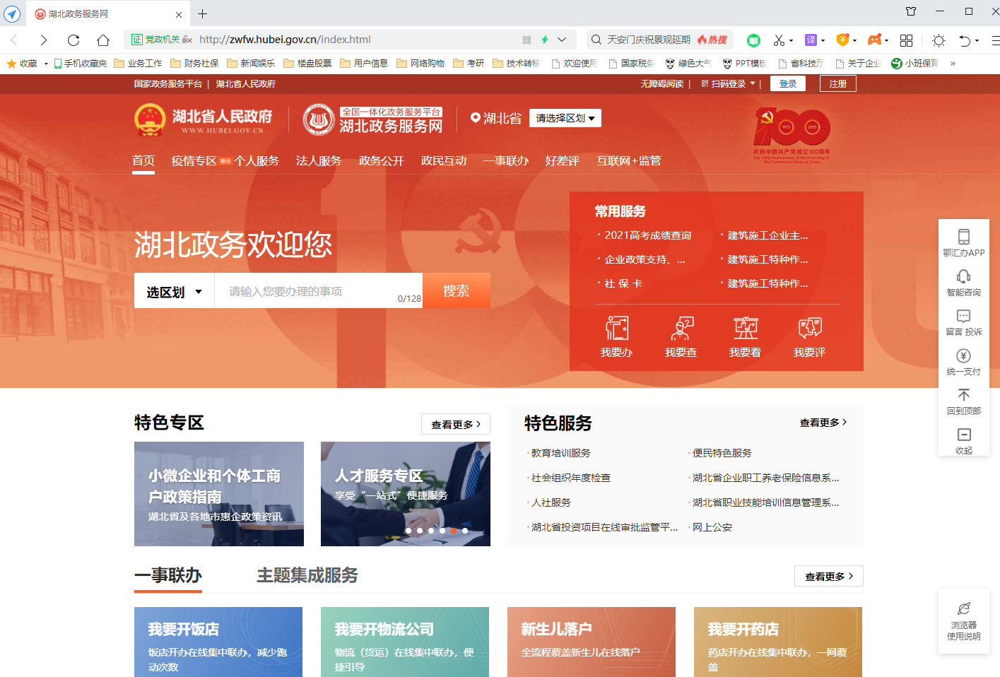 湖北政务服务网
证 党政机关 http://zwfw.hubei.gov.cn/index.html 天安门庆祝景观延期 热搜 译
收藏 手机收藏夹 业务工作 财务社保 新闻娱乐 楼盘股票 用户信息 网络购物 考研 技术转移 欢迎使用 国家税务 绿色大气 PPT模板 省科技厅 关于企业 小班保育 »
国家政务服务平台 | 湖北省人民政府 无障碍阅读 | 扫码登录 | 登录 注册
湖北省人民政府
WWW.HUBEI.GOV.CN
全国一体化政务服务平台
湖北政务服务网
湖北省 请选择区划
100
1921 2021
庆祝中国共产党成立100周年
The 100th Anniversary of the Founding of
The Communist Party of China
首页 疫情专区 个人服务 法人服务 政务公开 政民互动 一事联办 好差评 互联网+监管
湖北政务欢迎您
选区划 请输入您要办理的事项 0/128 搜索
常用服务
2021高考成绩查询 建筑施工企业主...
企业政策支持、... 建筑施工特种作...
社 保 卡 建筑施工特种作...
我要办 我要查 我要看 我要评
鄂汇办APP
智能咨询
留言 投诉
统一支付
回到顶部
收起
特色专区 查看更多
小微企业和个体工商
户政策指南
湖北省及各地市惠企政策资讯
人才服务专区
享受“一站式”便捷服务
特色服务 查看更多
教育培训服务 便民特色服务
社会组织年度检查 湖北省企业职工养老保险信息系...
人社服务 湖北省职业技能培训信息管理系...
湖北省投资项目在线审批监管平... 网上公安
一事联办 主题集成服务 查看更多
我要开饭店
饭店开办在线集中联办，减少跑
动次数
我要开物流公司
物流（货运）在线集中联办，便
捷引导
新生儿落户
全流程覆盖新生儿在线落户
我要开药店
药店开办在线集中联办，一网覆
盖
浏览器
使用说明